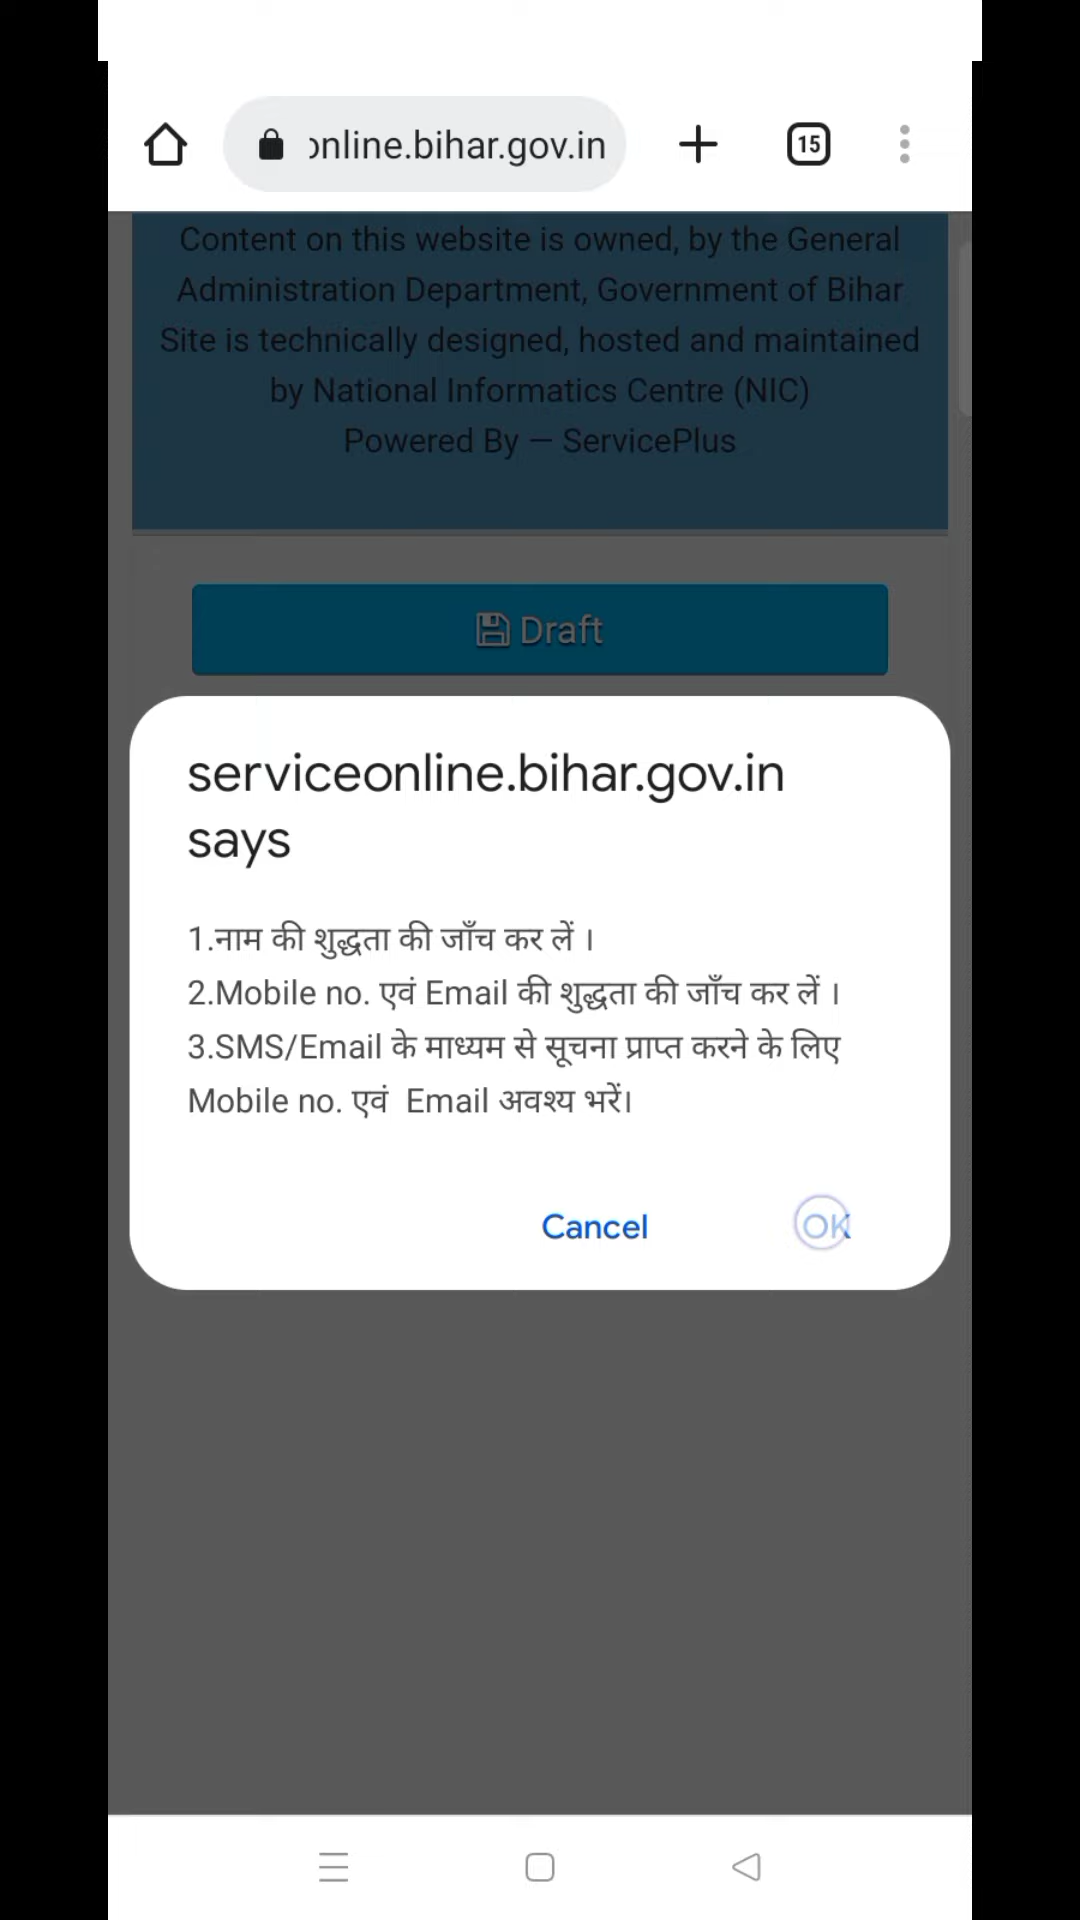 online.bihar.gov.in
15
Content on this website is owned, by the General
Administration Department, Government of Bihar
Site is technically designed, hosted and maintained
by National Informatics Centre (NIC)
Powered By — ServicePlus
Draft
serviceonline.bihar.gov.in
says
1.नाम की शुद्धता की जाँच कर लें ।
2.Mobile no. एवं Email की शुद्धता की जाँच कर लें ।
3.SMS/Email के माध्यम से सूचना प्राप्त करने के लिए
Mobile no. एवं  Email अवश्य भरें।
Cancel
OK